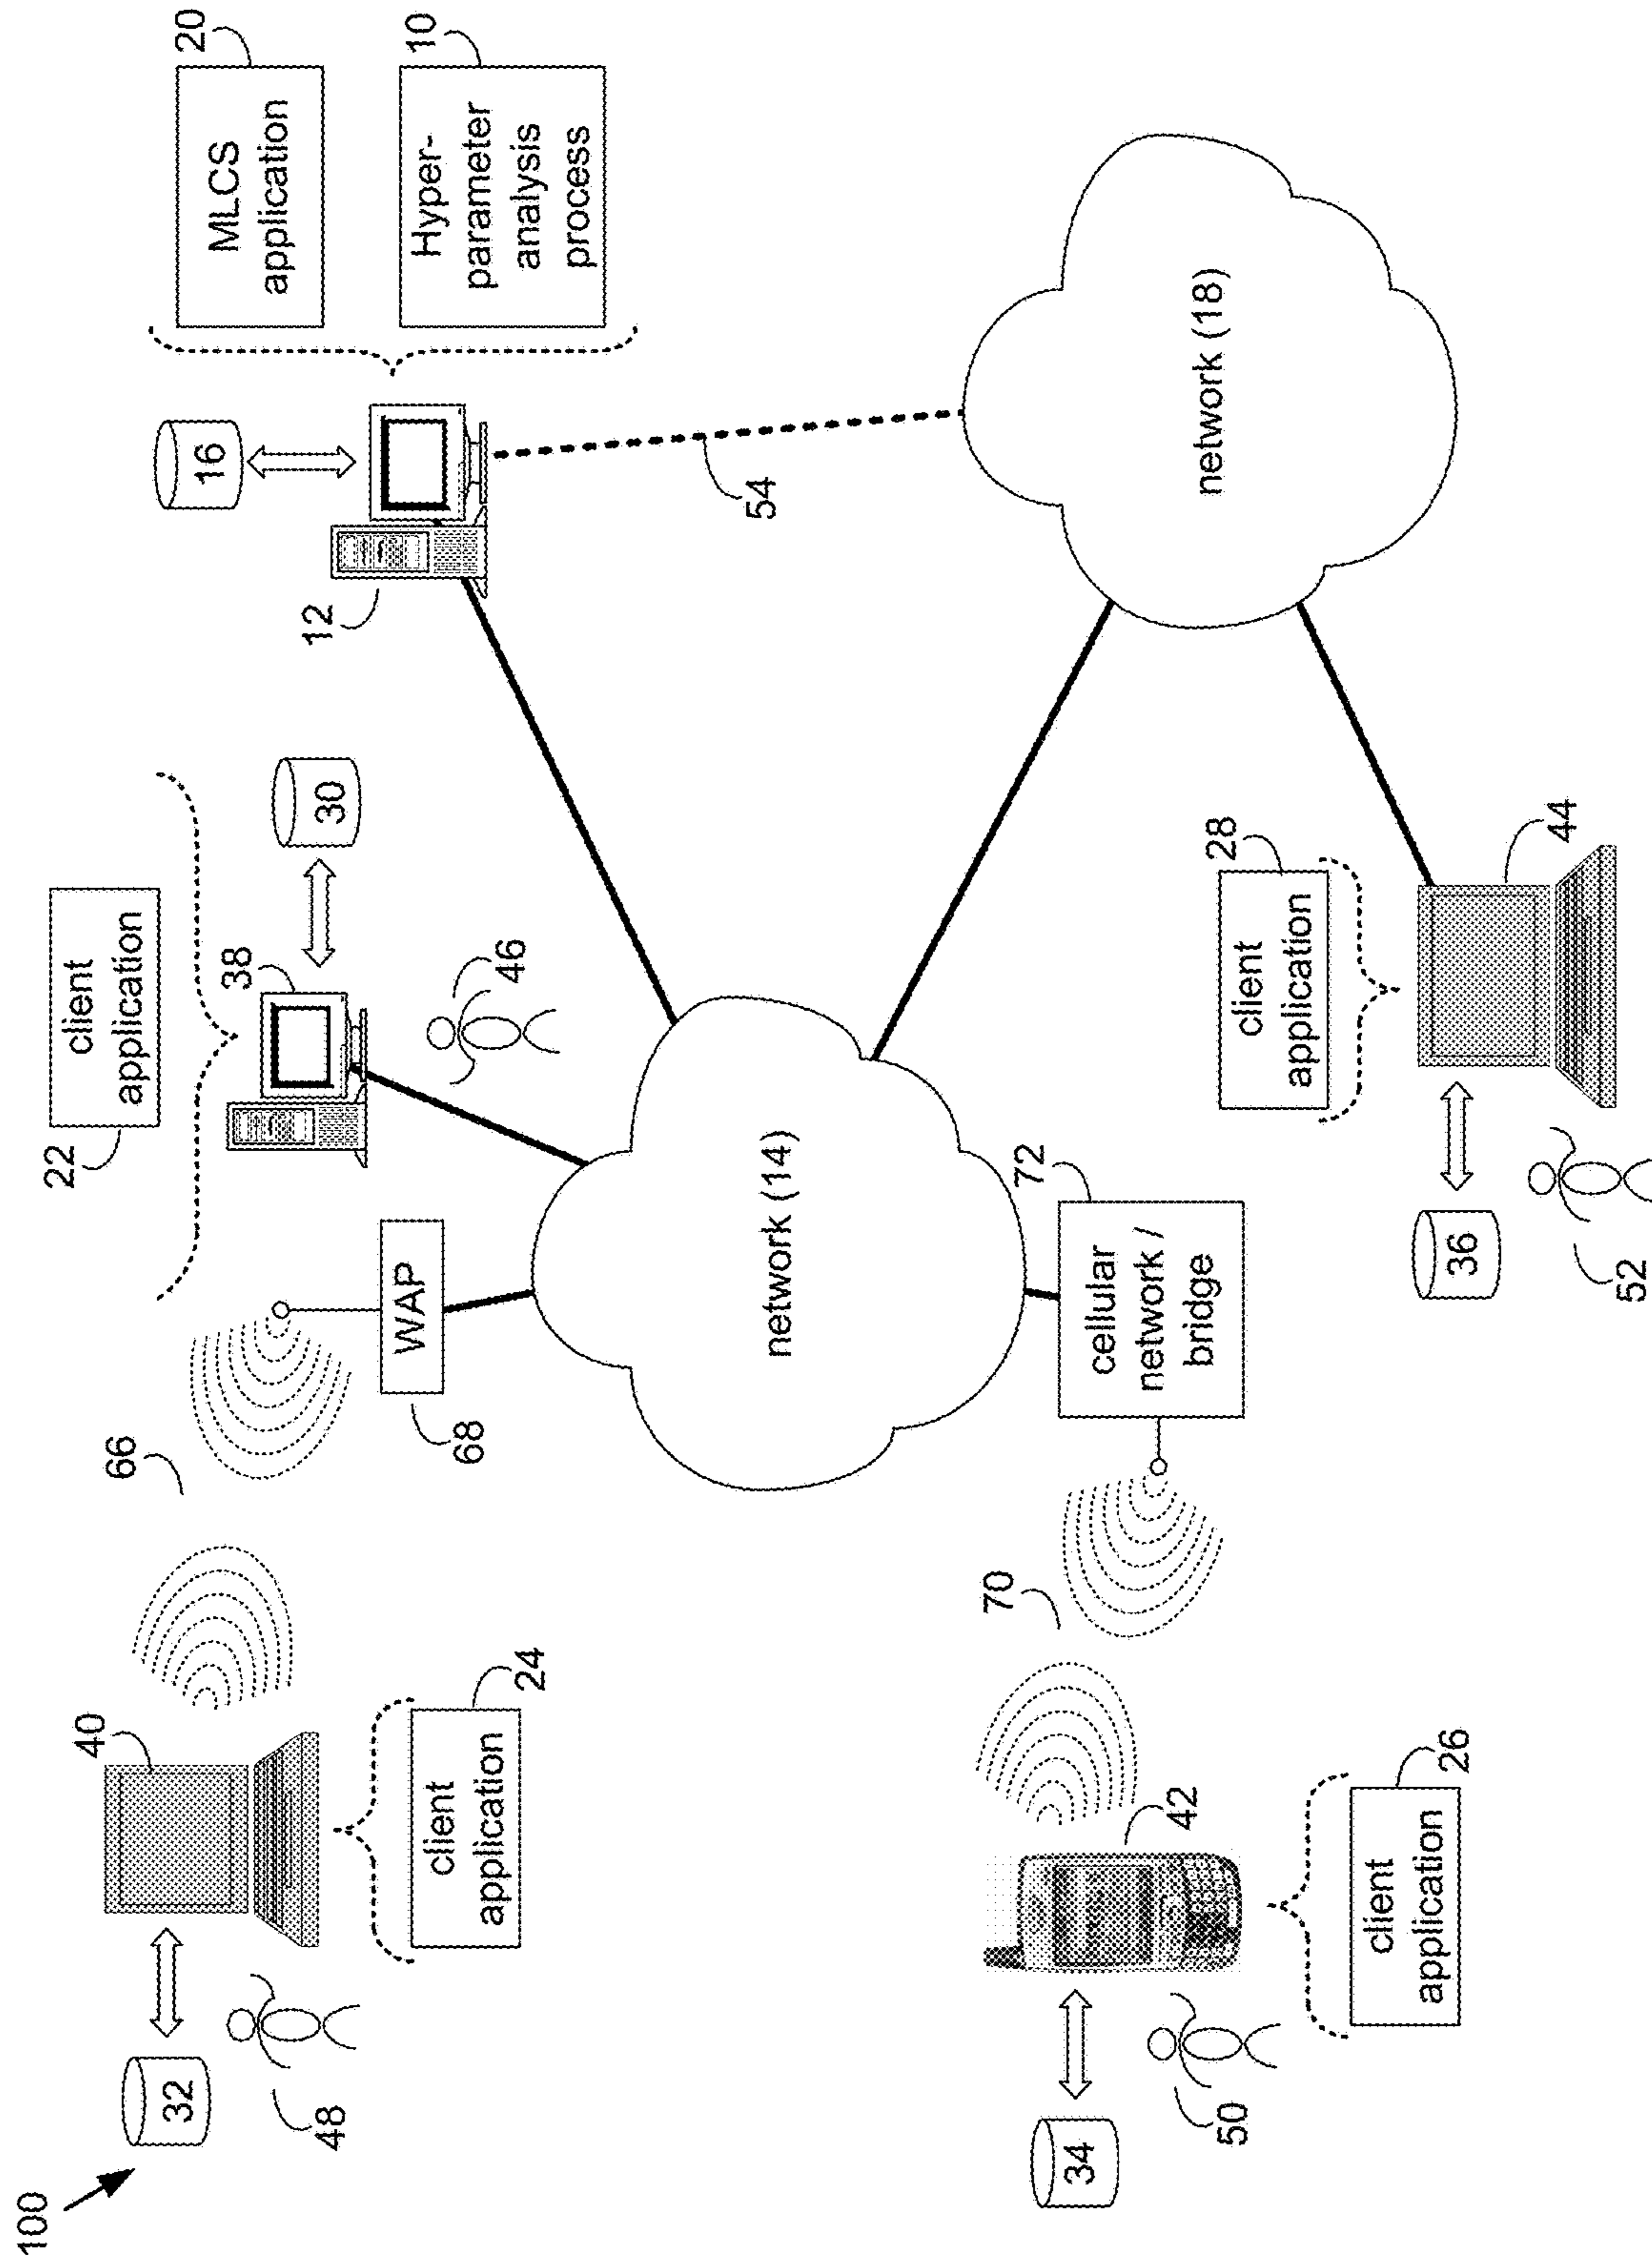 100
32
48
40
24
client
application
66
68
WAP
22
client
application
38
30
46
12
16
20
MLCS
application
10
Hyper-
parameter
analysis
process
54
network (14)
network (18)
34
50
42
26
client
application
70
72
cellular
network /
bridge
28
client
application
36
52
44